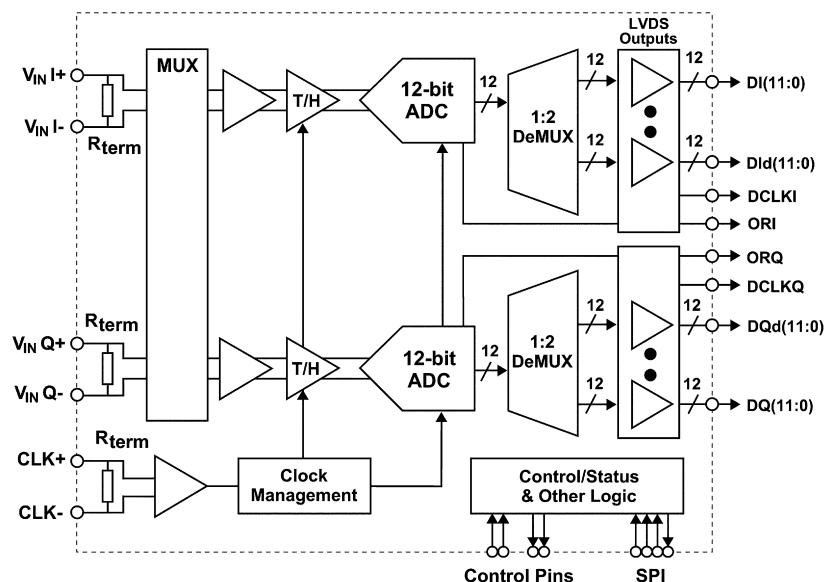 LVDS
Outputs
V_IN I+
MUX
12-bit
ADC
T/H
12
1:2
DeMUX
12
12
DI(11:0)
V_IN I-
R_term
12
12
DId(11:0)
DCLKI
ORI
ORQ
DCLKQ
R_term
V_IN Q+
12-bit
ADC
T/H
12
1:2
DeMUX
12
12
DQd(11:0)
V_IN Q-
12
12
DQ(11:0)
R_term
CLK+
CLK-
Clock
Management
Control/Status
& Other Logic
Control Pins
SPI